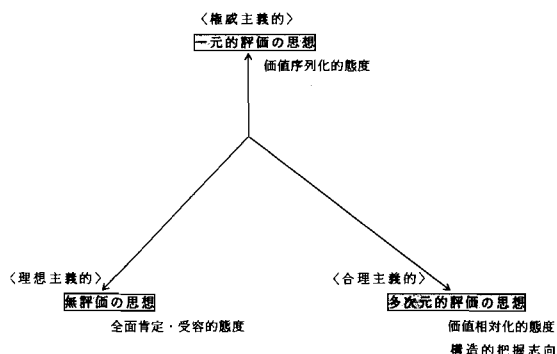 〈権威主義的〉
一元的評価の思想
価値序列化的態度
〈理想主義的〉
無評価の思想
全面肯定・受容的態度
〈合理主義的〉
多次元的評価の思想
価値相対化的態度
構造的把握志向